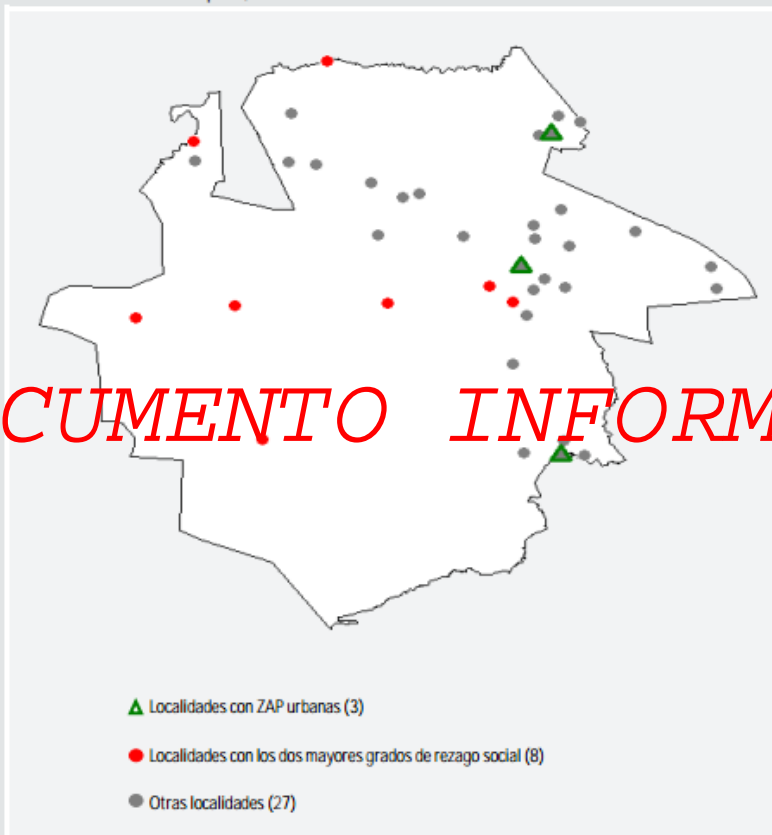 CUMENTO INFORM
Localidades con ZAP urbanas (3)
Localidades con los dos mayores grados de rezago social (8)
Otras localidades (27)